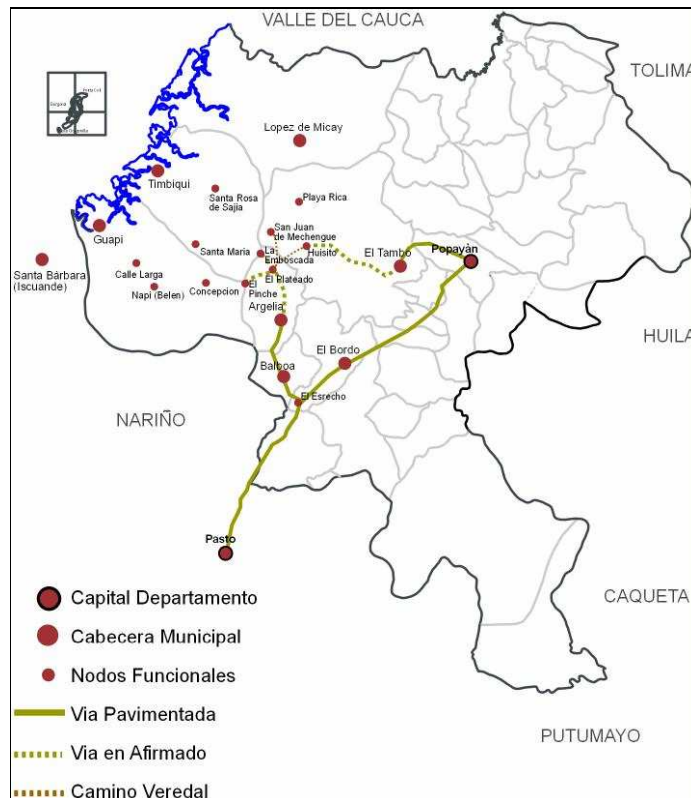 VALLE DEL CAUCA
TOLIMA
Lopez de Micay
Timbiqui
Santa Rosa
de Sajia
Playa Rica
Guapi
San Juan
de Mechengue
Popayàn
Santa Maria
La
Emboscada
Huisito
El Tambo
Santa Bárbara
(Iscuande)
Calle Larga
El Plateado
Napi (Belen)
Concepcion
El
Pinche
Argelia
HUILA
El Bordo
Balboa
El Esrecho
NARIÑO
Pasto
Capital Departamento
CAQUETA
Cabecera Municipal
Nodos Funcionales
Via Pavimentada
PUTUMAYO
Via en Afirmado
Camino Veredal